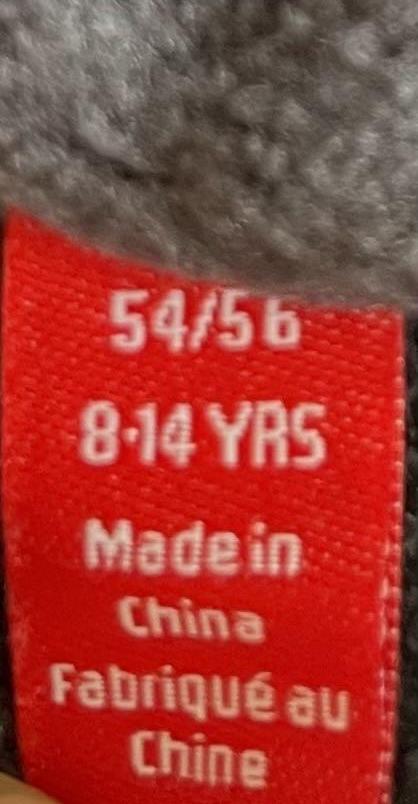 54/56
8-14 YRS
Made in
China
Fabriqué au
Chine